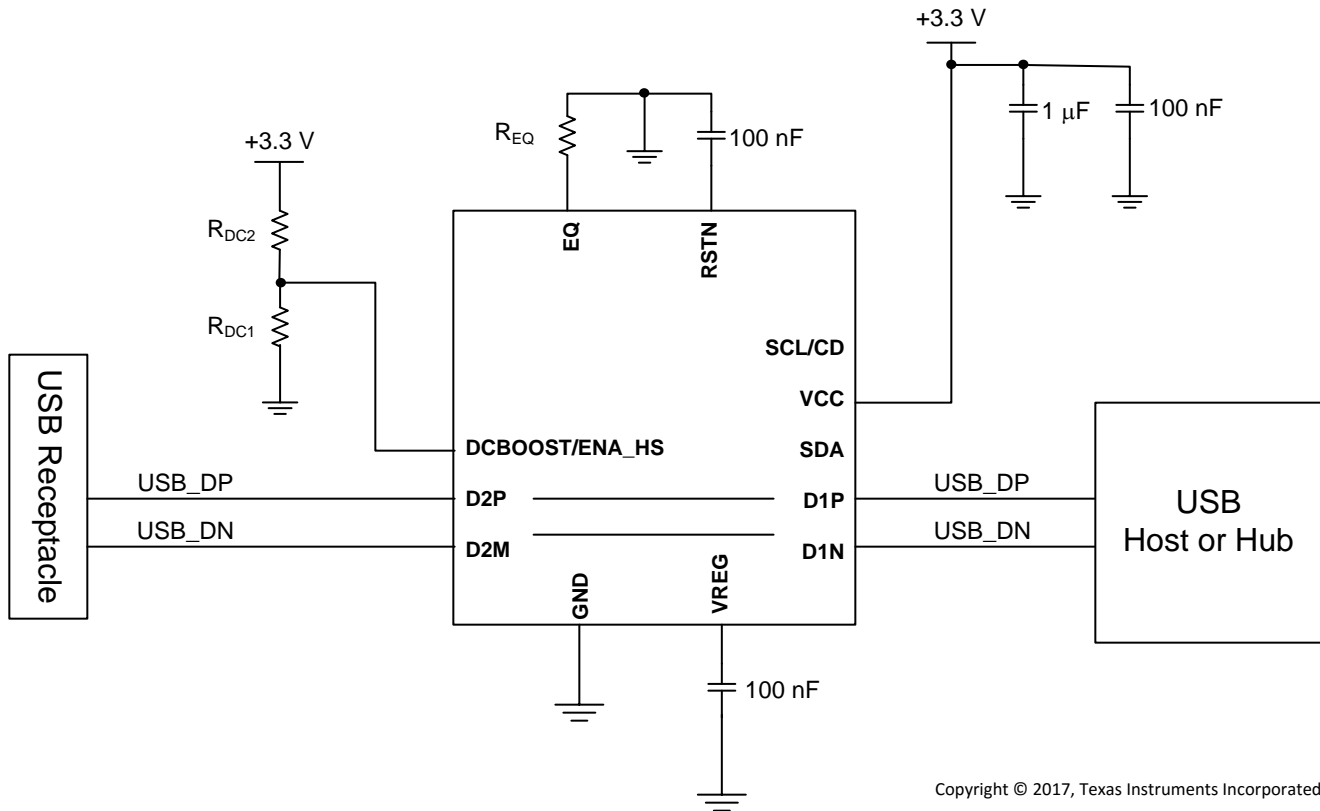 +3.3 V
1 μF
100 nF
R_EQ
100 nF
+3.3 V
R_DC2
R_DC1
EQ
RSTN
SCL/CD
VCC
SDA
DCBOOST/ENA_HS
D2P
D2M
D1P
D1N
GND
VREG
USB Receptacle
USB_DP
USB_DN
USB_DP
USB_DN
USB
Host or Hub
100 nF
Copyright © 2017, Texas Instruments Incorporated